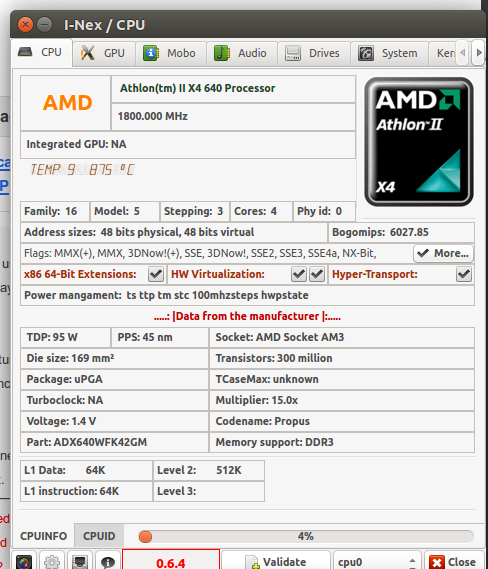 I-Nex / CPU
CPU GPU Mobo Audio Drives System Ker
AMD
Athlon(tm) II X4 640 Processor
1800.000 MHz
Integrated GPU: NA
TEMP: 9.875 °C
AMD
Athlon II
X4
Family: 16 Model: 5 Stepping: 3 Cores: 4 Phy id: 0
Address sizes: 48 bits physical, 48 bits virtual Bogomips: 6027.85
Flags: MMX(+), MMX, 3DNow!(+), SSE, 3DNow!, SSE2, SSE3, SSE4a, NX-Bit, More...
x86 64-Bit Extensions: HW Virtualization: Hyper-Transport:
Power mangament: ts ttp tm stc 100mhzsteps hwpstate
.....: |Data from the manufacturer |:.....
TDP: 95 W PPS: 45 nm Socket: AMD Socket AM3
Die size: 169 mm² Transistors: 300 million
Package: uPGA TCaseMax: unknown
Turboclock: NA Multiplier: 15.0x
Voltage: 1.4 V Codename: Propus
Part: ADX640WFK42GM Memory support: DDR3
L1 Data: 64K Level 2: 512K
L1 instruction: 64K Level 3:
CPUINFO CPUID 4%
0.6.4 Validate cpu0 Close